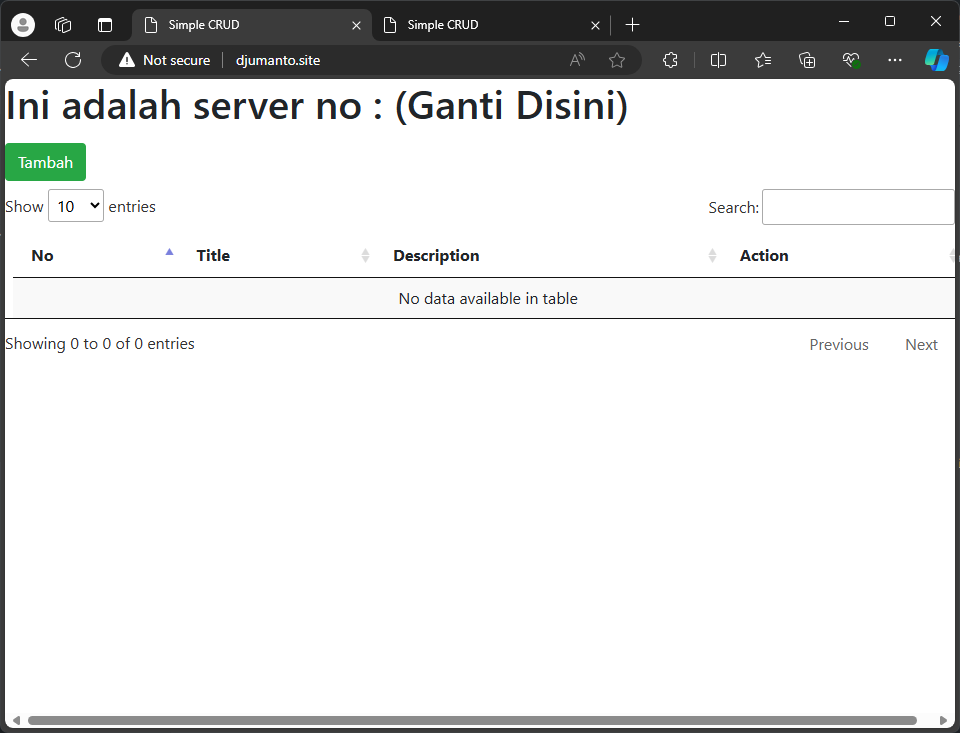 Simple CRUD Simple CRUD
Not secure djumanto.site
Ini adalah server no : (Ganti Disini)
Tambah
Show 10 entries Search:
No Title Description Action
No data available in table
Showing 0 to 0 of 0 entries Previous Next